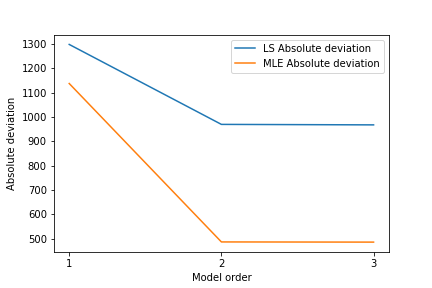 1300
1200
1100
1000
900
800
700
600
500
Absolute deviation
LS Absolute deviation
MLE Absolute deviation
1 2 3
Model order